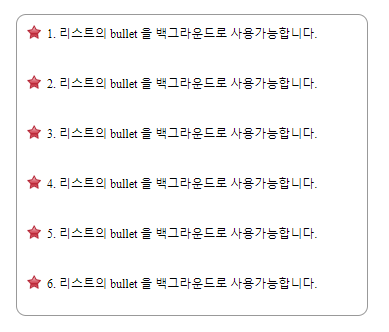 1. 리스트의 bullet 을 백그라운드로 사용가능합니다.
2. 리스트의 bullet 을 백그라운드로 사용가능합니다.
3. 리스트의 bullet 을 백그라운드로 사용가능합니다.
4. 리스트의 bullet 을 백그라운드로 사용가능합니다.
5. 리스트의 bullet 을 백그라운드로 사용가능합니다.
6. 리스트의 bullet 을 백그라운드로 사용가능합니다.